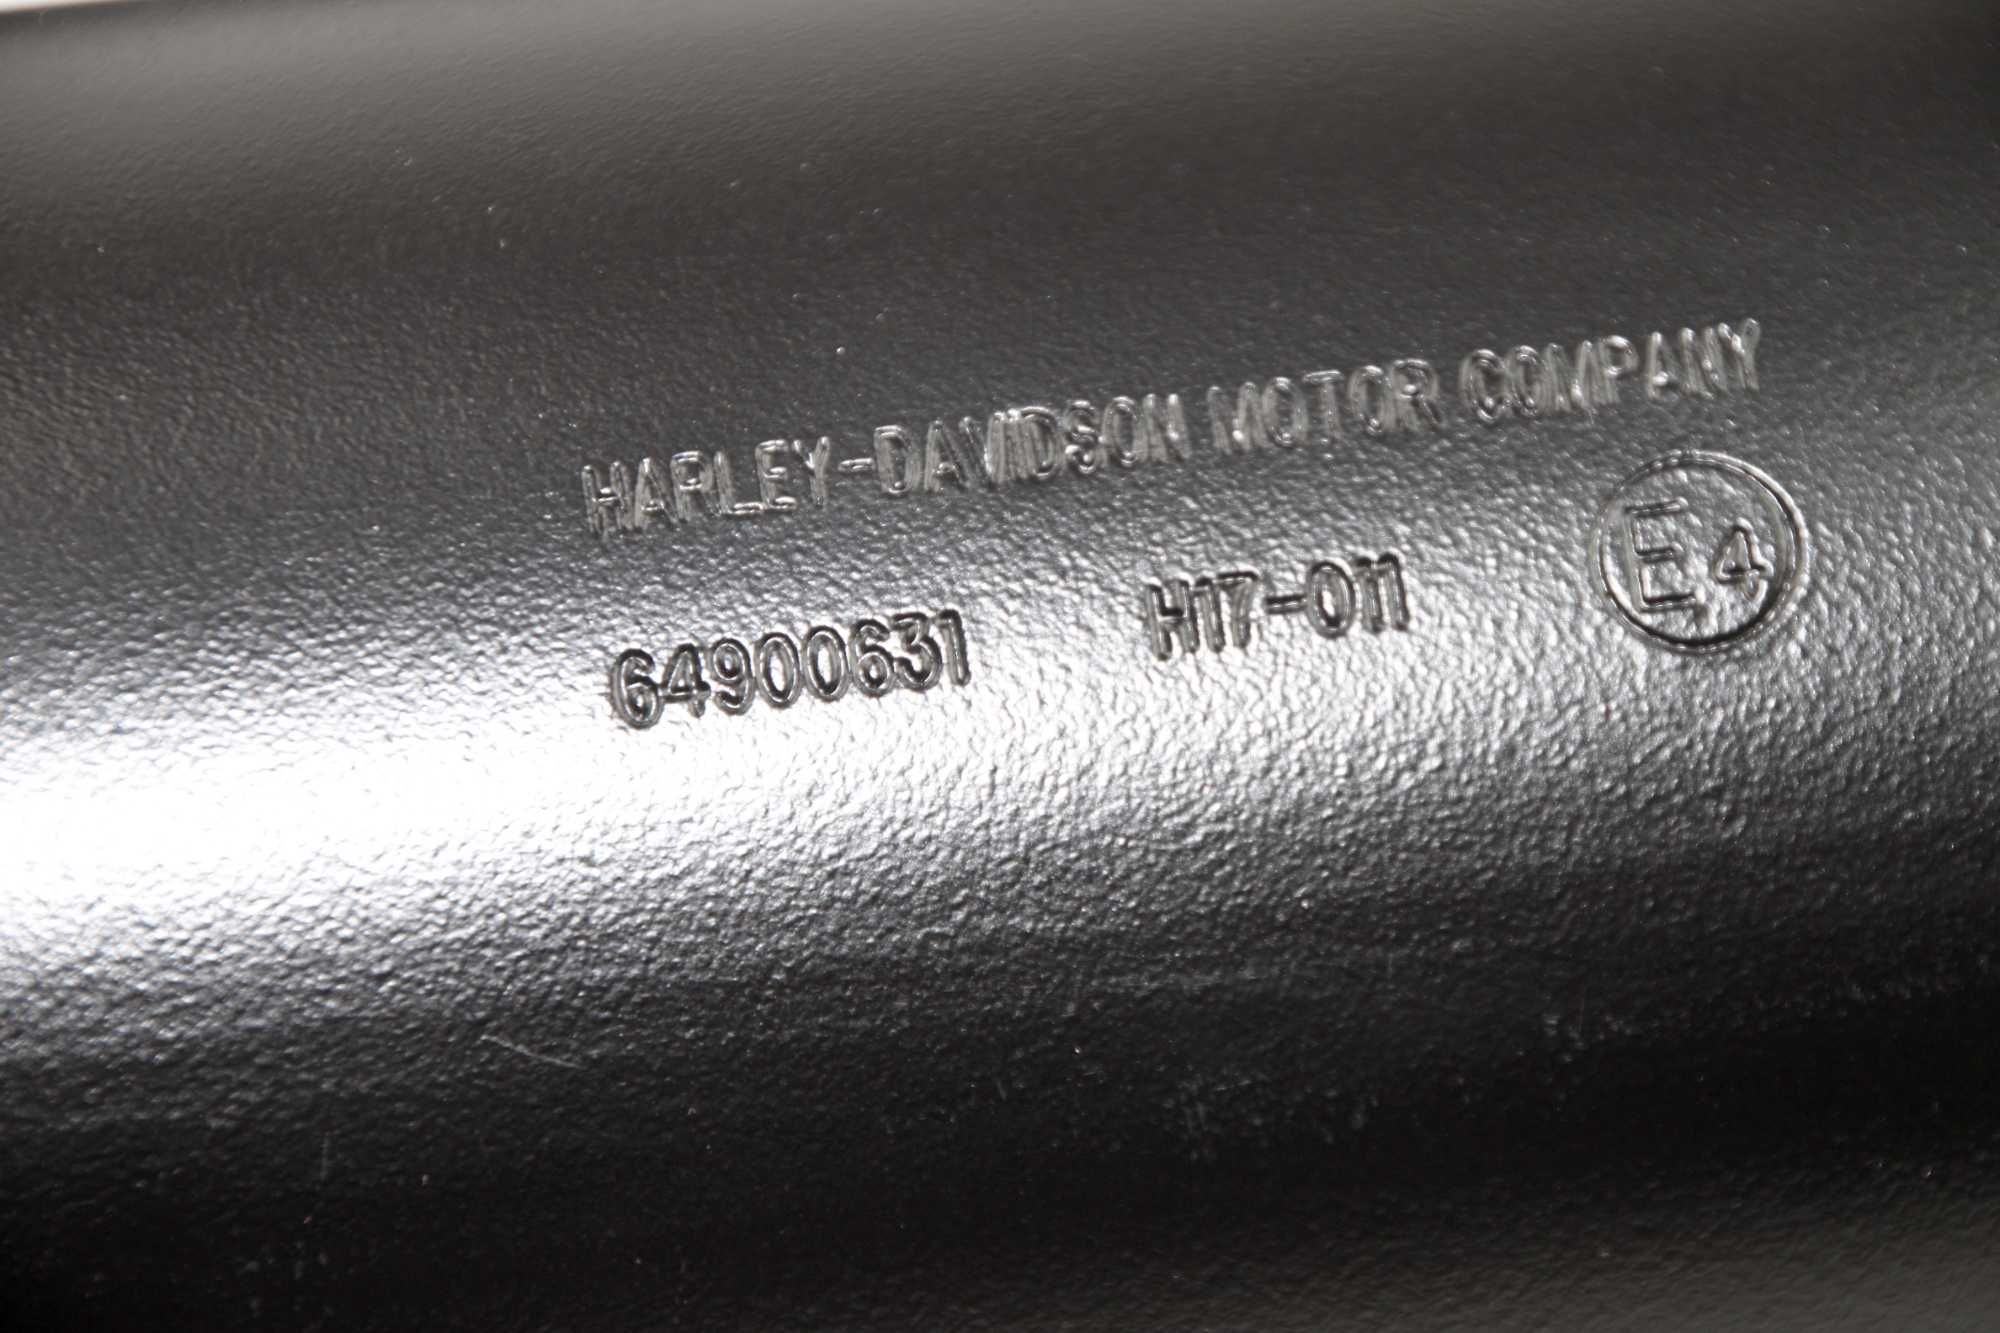 HARLEY-DAVIDSON MOTOR COMPANY
64900631 H17-011 E4